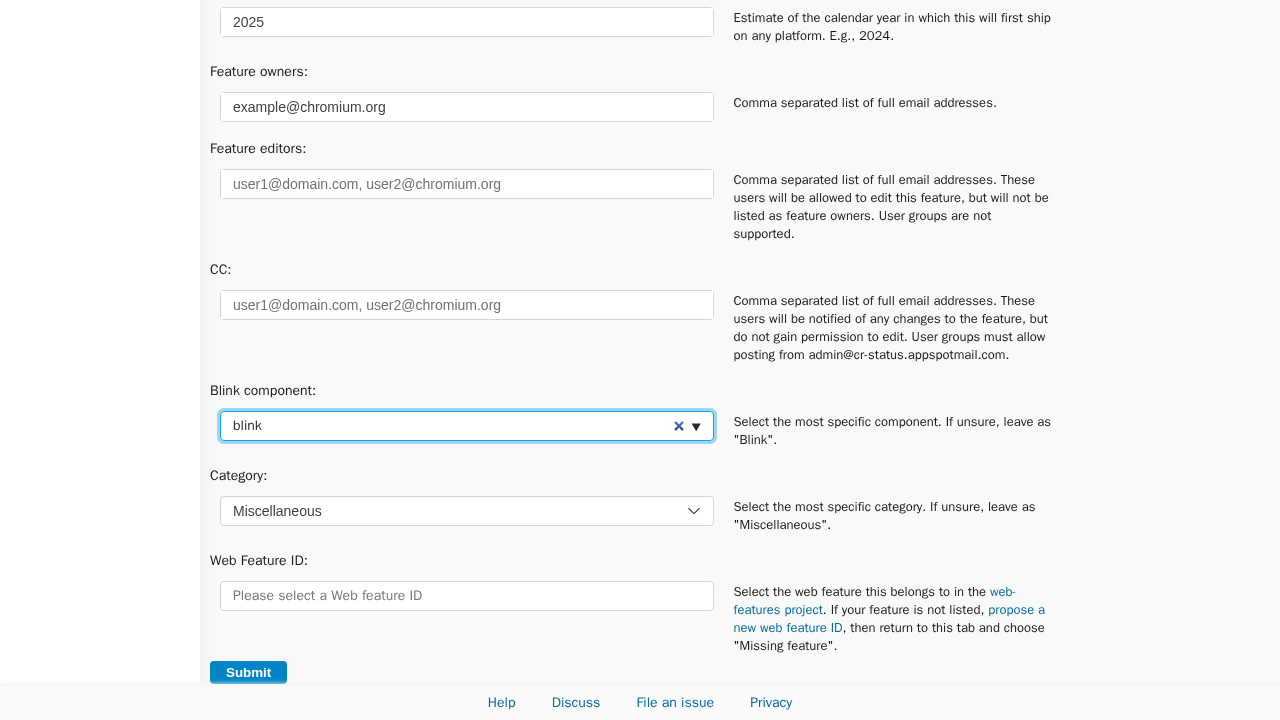 2025
Estimate of the calendar year in which this will first ship
on any platform. E.g., 2024.
Feature owners:
example@chromium.org
Comma separated list of full email addresses.
Feature editors:
user1@domain.com, user2@chromium.org
Comma separated list of full email addresses. These
users will be allowed to edit this feature, but will not be
listed as feature owners. User groups are not
supported.
CC:
user1@domain.com, user2@chromium.org
Comma separated list of full email addresses. These
users will be notified of any changes to the feature, but
do not gain permission to edit. User groups must allow
posting from admin@cr-status.appspotmail.com.
Blink component:
blink
Select the most specific component. If unsure, leave as
"Blink".
Category:
Miscellaneous
Select the most specific category. If unsure, leave as
"Miscellaneous".
Web Feature ID:
Please select a Web feature ID
Select the web feature this belongs to in the web-
features project. If your feature is not listed, propose a
new web feature ID, then return to this tab and choose
"Missing feature".
Submit
Help Discuss File an issue Privacy